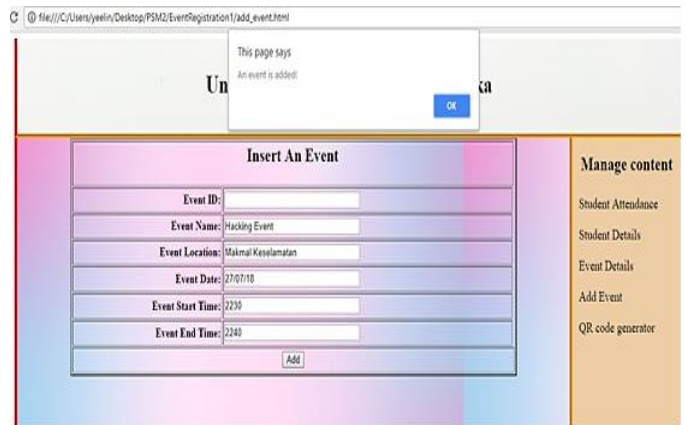 file:///C:/Users/yeelin/Desktop/PSM2/EventRegistration1/add_event.html
This page says
An event is added!
OK
Un
ka
Insert An Event
Event ID:
Event Name: Hacking Event
Event Location: Makmal Keselamatan
Event Date: 27/07/18
Event Start Time: 2230
Event End Time: 2240
Add
Manage content
Student Attendance
Student Details
Event Details
Add Event
QR code generator